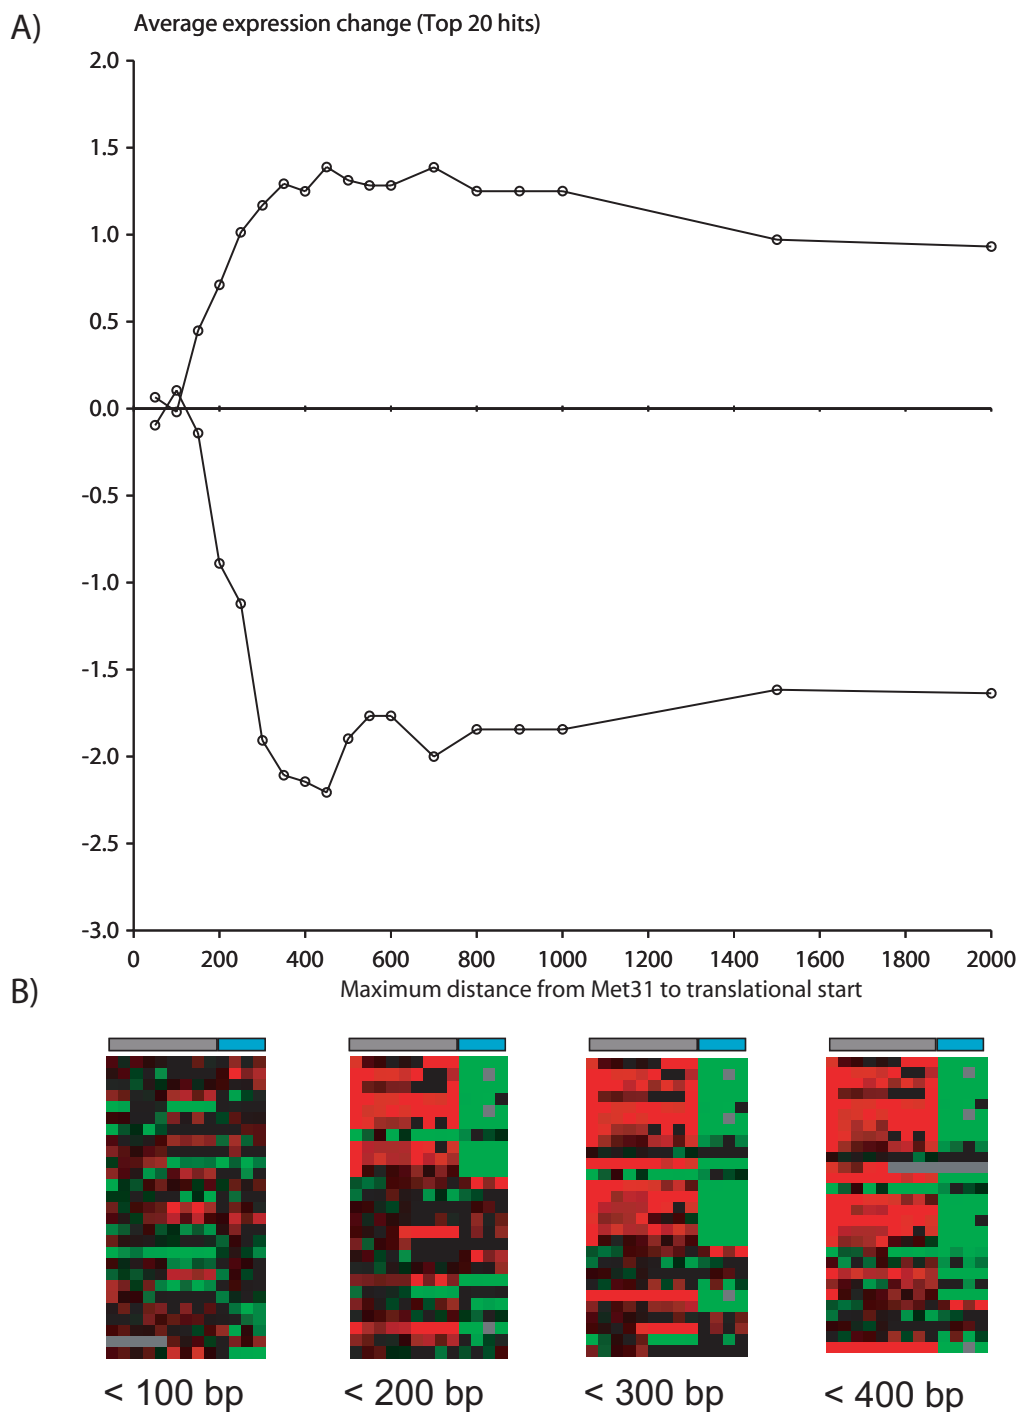 A)
Average expression change (Top 20 hits)
2.0
1.5
1.0
0.5
0.0
-0.5
-1.0
-1.5
-2.0
-2.5
-3.0
0 200 400 600 800 1000 1200 1400 1600 1800 2000
Maximum distance from Met31 to translational start
B)
< 100 bp < 200 bp < 300 bp < 400 bp